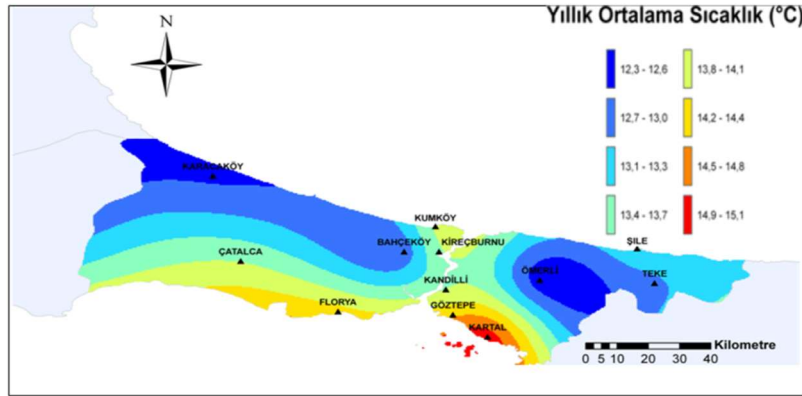 Yıllık Ortalama Sıcaklık (°C)
N
12,3 - 12,6
13,8 - 14,1
12,7 - 13,0
14,2 - 14,4
13,1 - 13,3
14,5 - 14,8
13,4 - 13,7
14,9 - 15,1
KARACAKÖY
KUMKÖY
BAHÇEKÖY
KİREÇBURNU
ŞILE
ÇATALCA
ÖMERLİ
TEKE
KANDİLLİ
FLORYA
GÖZTEPE
KARTAL
Kilometre
0 5 10 20 30 40